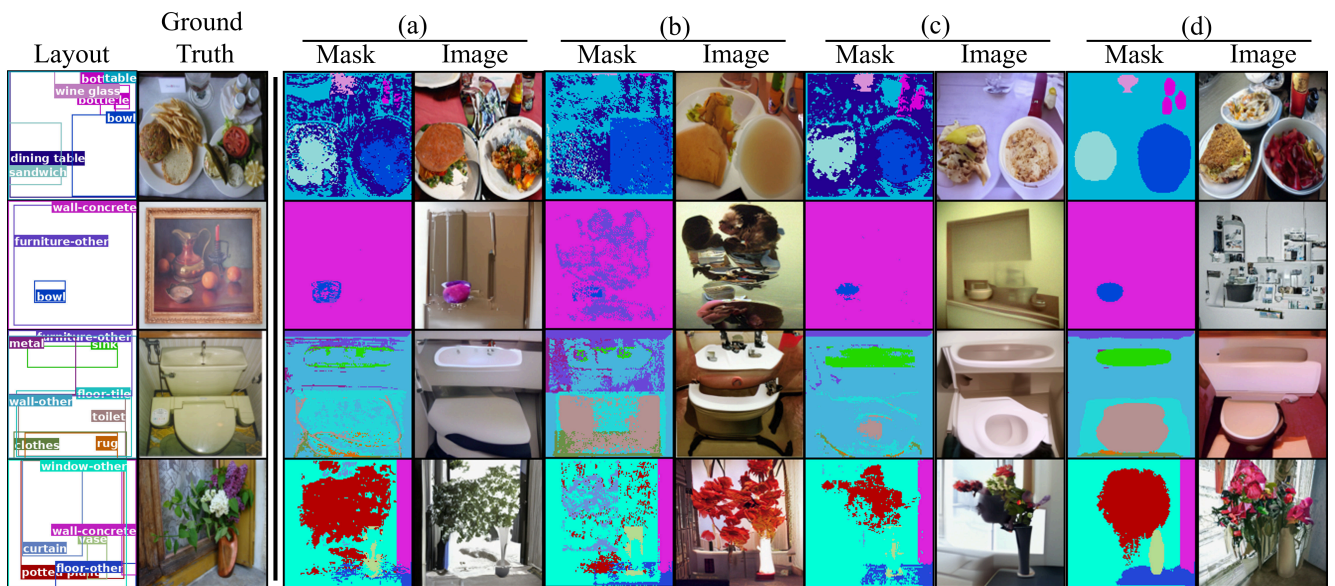 Layout
Ground
Truth
(a)
Mask
Image
(b)
Mask
Image
(c)
Mask
Image
(d)
Mask
Image
table
wine glass
bowl
dining table
sandwich
wall-concrete
furniture-other
bowl
furniture-other
metal
sink
floor-tile
wall-other
toilet
clothes
rug
window-other
wall-concrete
vase
curtain
floor-other
potted plant